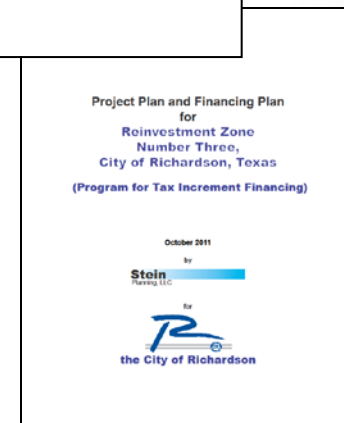 Project Plan and Financing Plan
for
Reinvestment Zone
Number Three,
City of Richardson, Texas
(Program for Tax Increment Financing)
October 2011
by
Stein
Planning, LLC
for
R
the City of Richardson